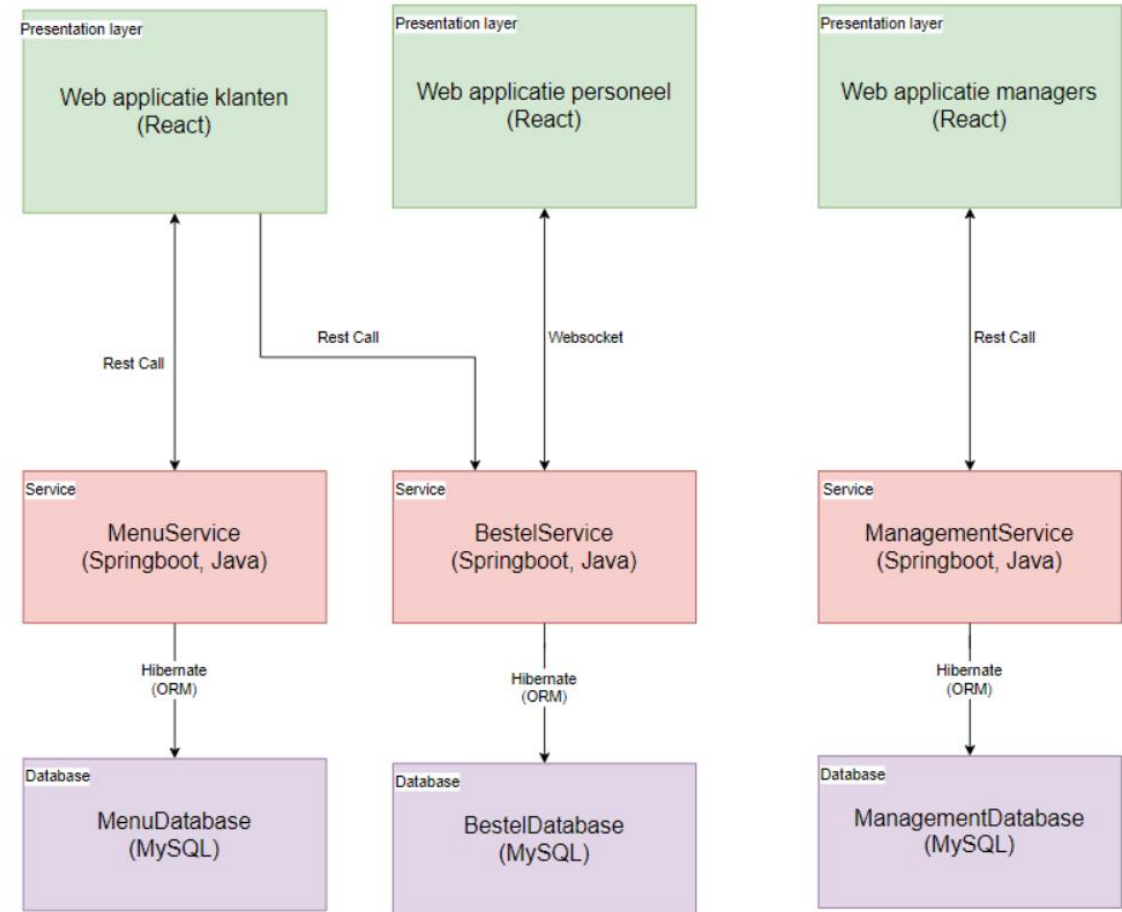 Presentation layer
Web applicatie klanten
(React)
Presentation layer
Web applicatie personeel
(React)
Presentation layer
Web applicatie managers
(React)
Rest Call
Rest Call
Websocket
Rest Call
Service
MenuService
(Springboot, Java)
Service
BestelService
(Springboot, Java)
Service
ManagementService
(Springboot, Java)
Hibernate
(ORM)
Hibernate
(ORM)
Hibernate
(ORM)
Database
MenuDatabase
(MySQL)
Database
BestelDatabase
(MySQL)
Database
ManagementDatabase
(MySQL)